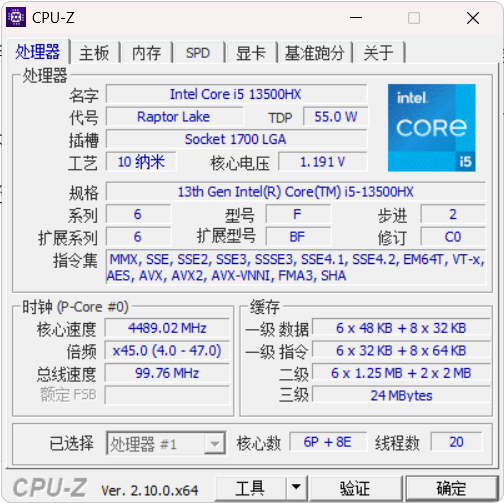 CPU-Z
处理器 主板 内存 SPD 显卡 基准跑分 关于
处理器
名字 Intel Core i5 13500HX
代号 Raptor Lake TDP 55.0 W
插槽 Socket 1700 LGA
工艺 10 纳米 核心电压 1.191 V
intel
CORE
i5
规格 13th Gen Intel(R) Core(TM) i5-13500HX
系列 6 型号 F 步进 2
扩展系列 6 扩展型号 BF 修订 C0
指令集 MMX, SSE, SSE2, SSE3, SSSE3, SSE4.1, SSE4.2, EM64T, VT-x,
AES, AVX, AVX2, AVX-VNNI, FMA3, SHA
时钟 (P-Core #0)
核心速度 4489.02 MHz
倍频 x45.0 (4.0 - 47.0)
总线速度 99.76 MHz
额定 FSB
缓存
一级 数据 6 x 48 KB + 8 x 32 KB
一级 指令 6 x 32 KB + 8 x 64 KB
二级 6 x 1.25 MB + 2 x 2 MB
三级 24 MBytes
已选择 处理器 #1 核心数 6P + 8E 线程数 20
CPU-Z Ver. 2.10.0.x64 工具 验证 确定